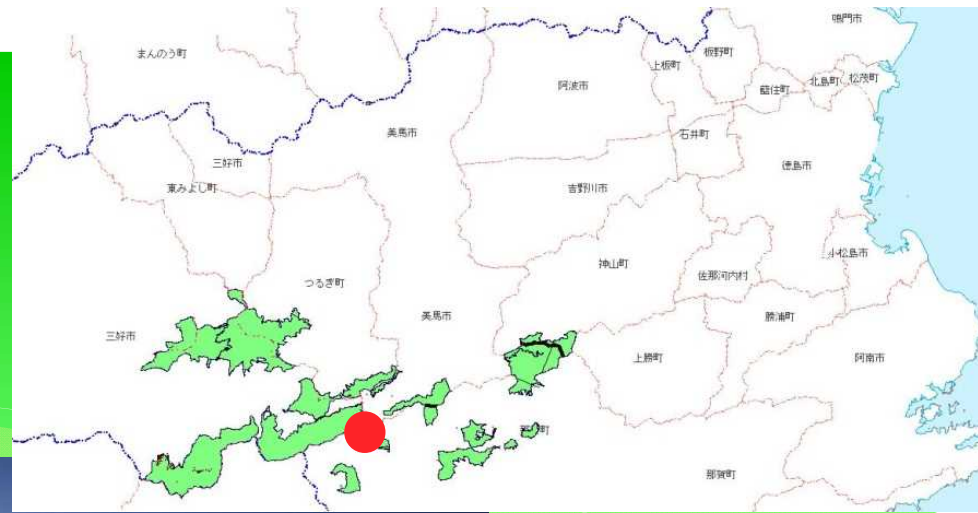 鳴門市
まんのう町
板野町
上板町
北島町
松茂町
阿波市
藍住町
美馬市
石井町
三好市
徳島市
東みよし町
吉野川市
小松島市
神山町
佐那河内村
つるぎ町
美馬市
勝浦町
三好市
上勝町
阿南市
那賀町